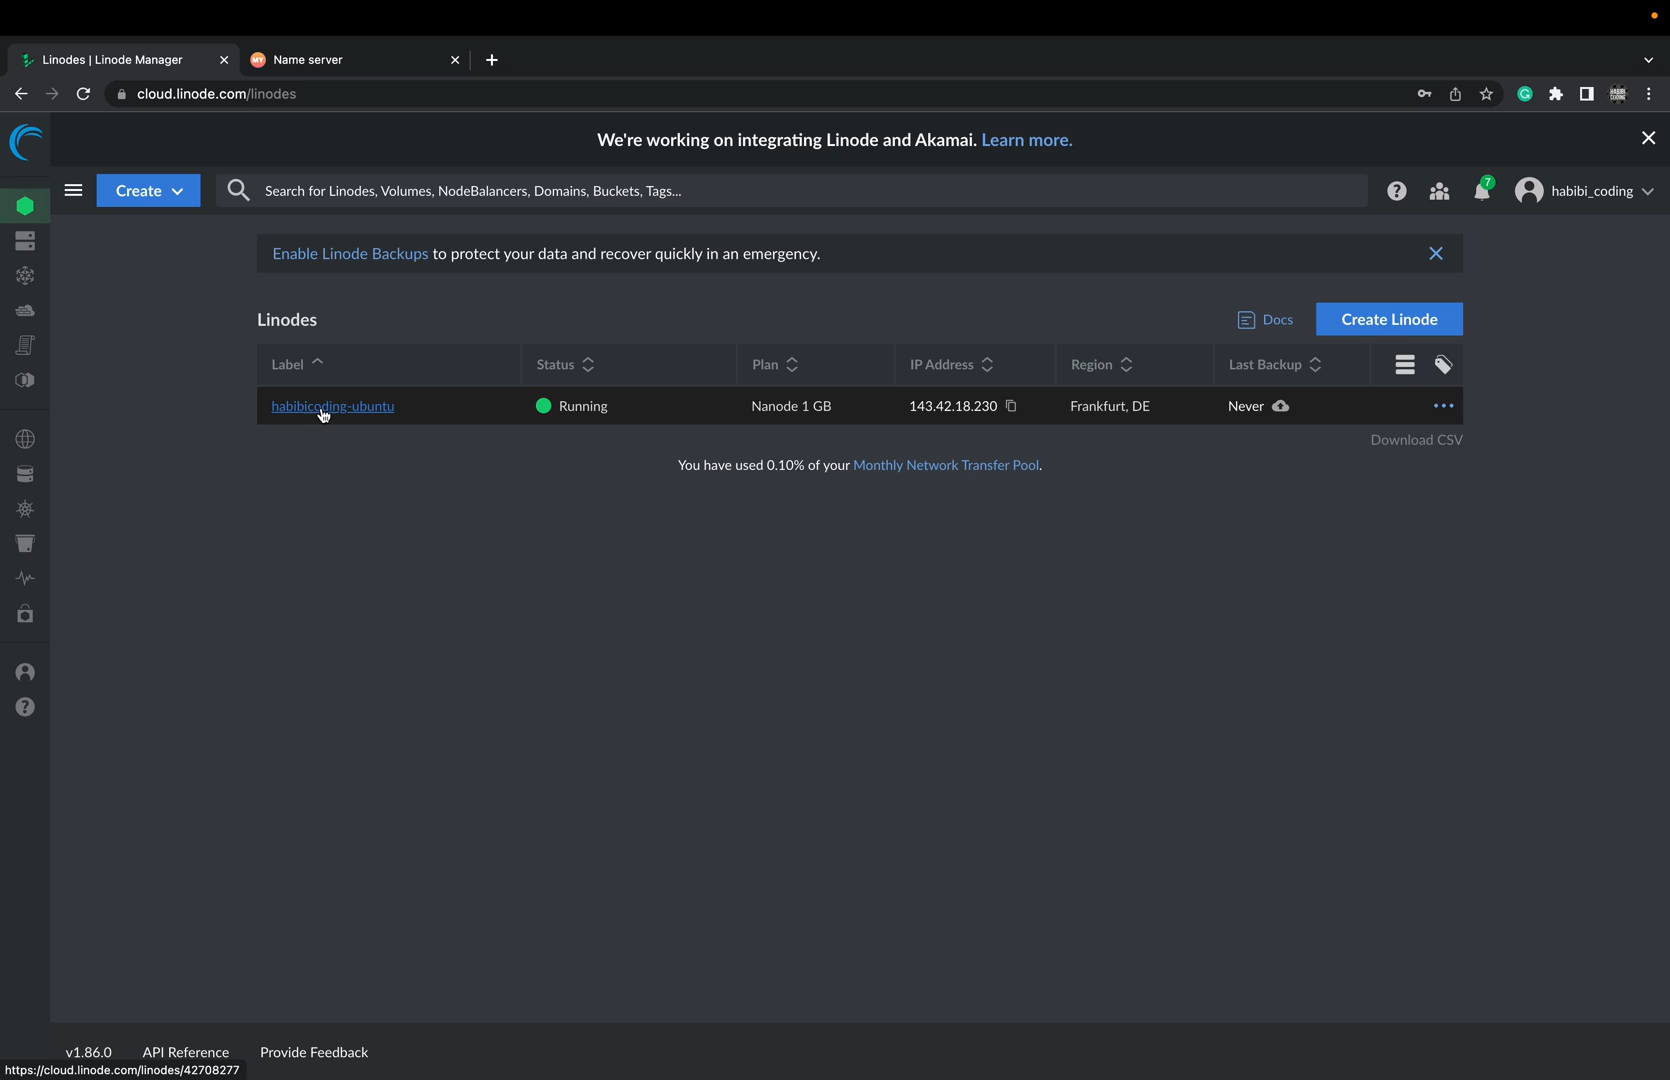 Linodes | Linode Manager
MY Name server
cloud.linode.com/linodes
G
HABIBI CODING
We're working on integrating Linode and Akamai. Learn more.
Create
Search for Linodes, Volumes, NodeBalancers, Domains, Buckets, Tags...
7
habibi_coding
Enable Linode Backups to protect your data and recover quickly in an emergency.
Linodes
Docs
Create Linode
Label
Status
Plan
IP Address
Region
Last Backup
habibicoding-ubuntu
Running
Nanode 1 GB
143.42.18.230
Frankfurt, DE
Never
Download CSV
You have used 0.10% of your Monthly Network Transfer Pool.
v1.86.0
API Reference
Provide Feedback
https://cloud.linode.com/linodes/42708277